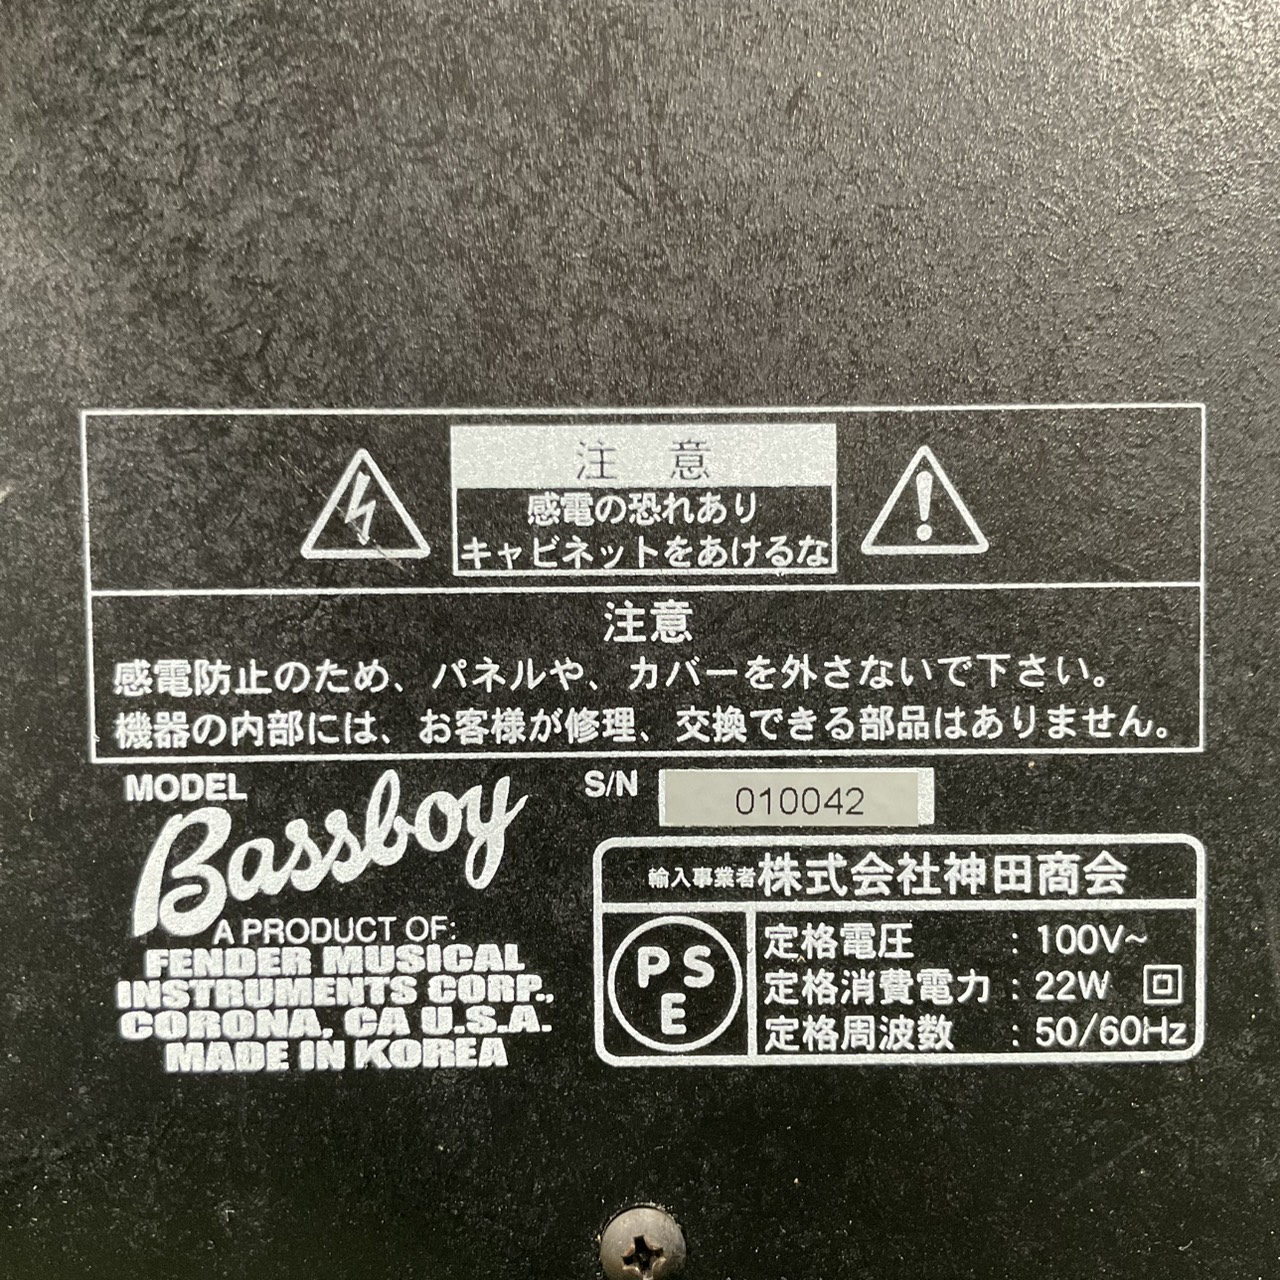 注 意
感電の恐れあり
キャビネットをあけるな
注意
感電防止のため、パネルや、カバーを外さないで下さい。
機器の内部には、お客様が修理、交換できる部品はありません。
MODEL
Bassboy
A PRODUCT OF:
FENDER MUSICAL
INSTRUMENTS CORP.,
CORONA, CA U.S.A.
MADE IN KOREA
S/N 010042
輸入事業者 株式会社神田商会
PSE
定格電圧 : 100V~
定格消費電力 : 22W
定格周波数 : 50/60Hz